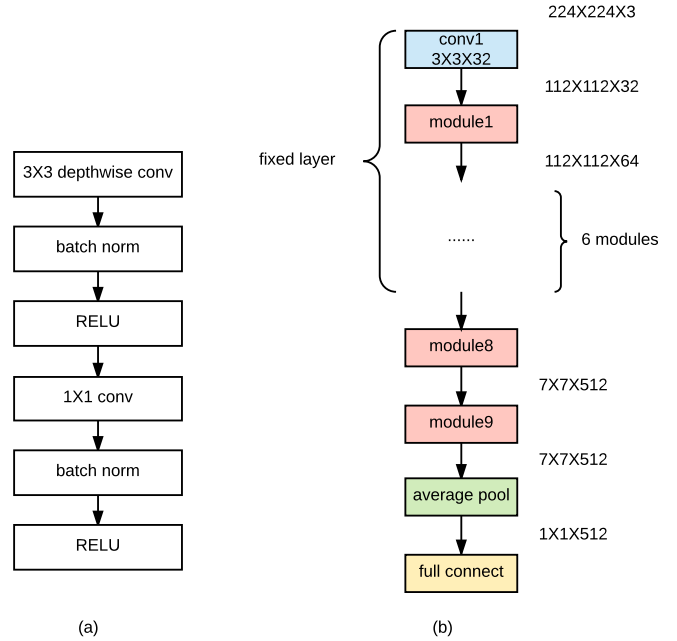 3X3 depthwise conv
batch norm
RELU
1X1 conv
batch norm
RELU
(a)
224X224X3
conv1
3X3X32
112X112X32
module1
fixed layer
112X112X64
......
6 modules
module8
7X7X512
module9
7X7X512
average pool
1X1X512
full connect
(b)